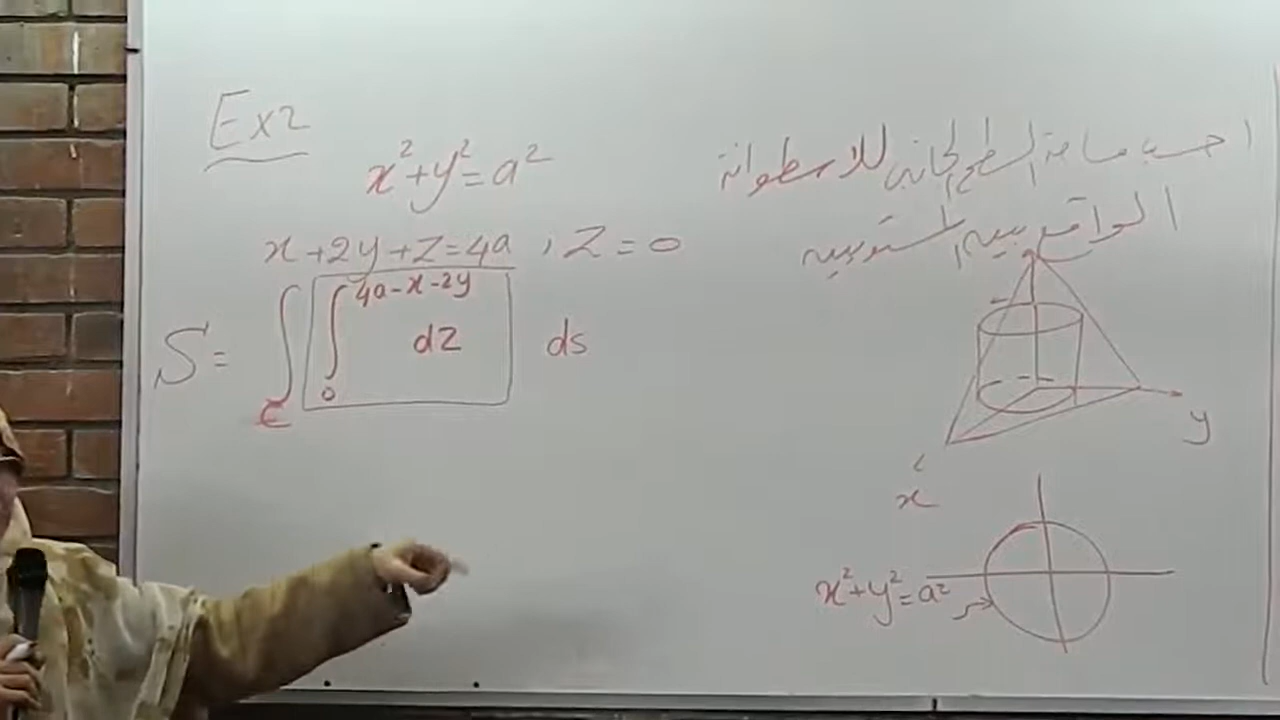 Ex2
x²+y²=a²
احسب مساحة السطح الجانبي للاسطوانة
الواقع بين المستويين
x+2y+z=4a , z=0
S = ∫_C ∫_0^{4a-x-2y} dz ds
y
x
x²+y²=a²